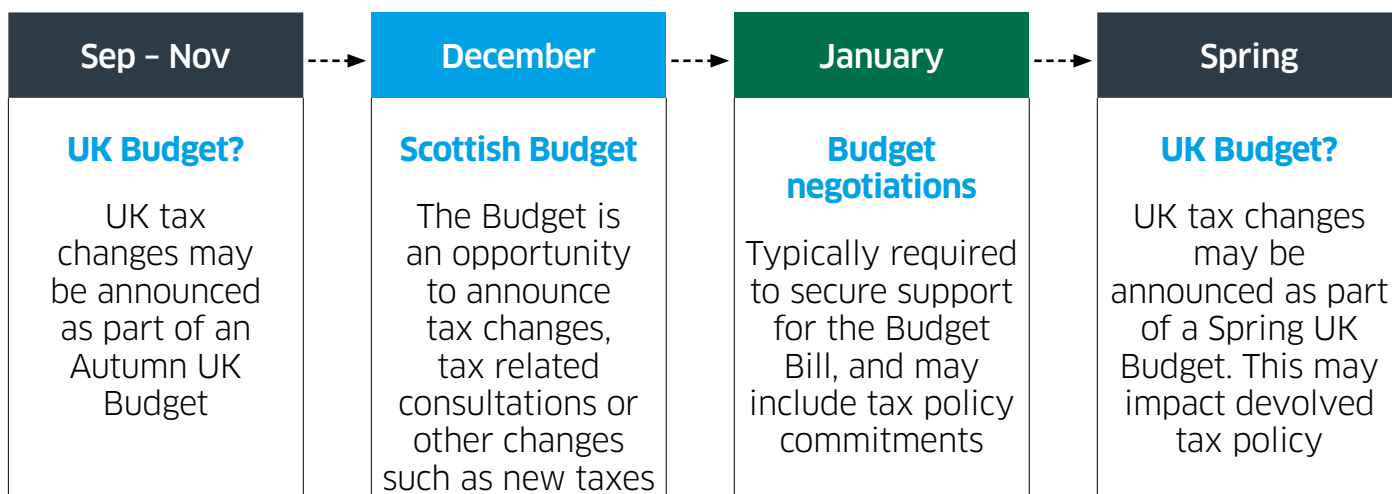 Sep – Nov
UK Budget?
UK tax
changes may
be announced
as part of an
Autumn UK
Budget
December
Scottish Budget
The Budget is
an opportunity
to announce
tax changes,
tax related
consultations or
other changes
such as new taxes
January
Budget
negotiations
Typically required
to secure support
for the Budget
Bill, and may
include tax policy
commitments
Spring
UK Budget?
UK tax changes
may be
announced as part
of a Spring UK
Budget. This may
impact devolved
tax policy